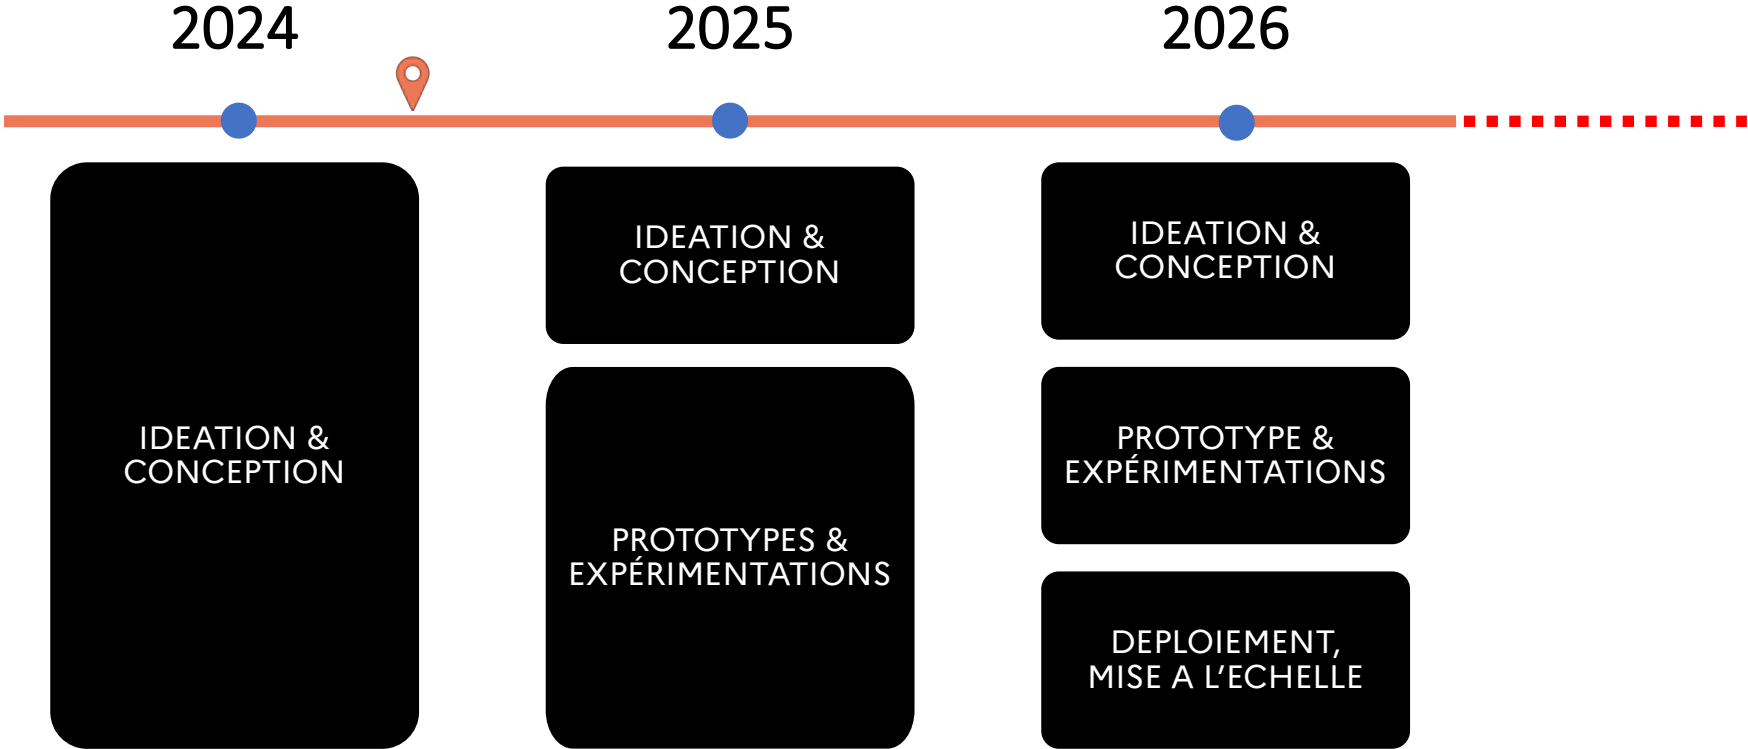 2024
2025
2026
IDEATION &
CONCEPTION
IDEATION &
CONCEPTION
PROTOTYPES &
EXPÉRIMENTATIONS
IDEATION &
CONCEPTION
PROTOTYPE &
EXPÉRIMENTATIONS
DEPLOIEMENT,
MISE A L’ECHELLE